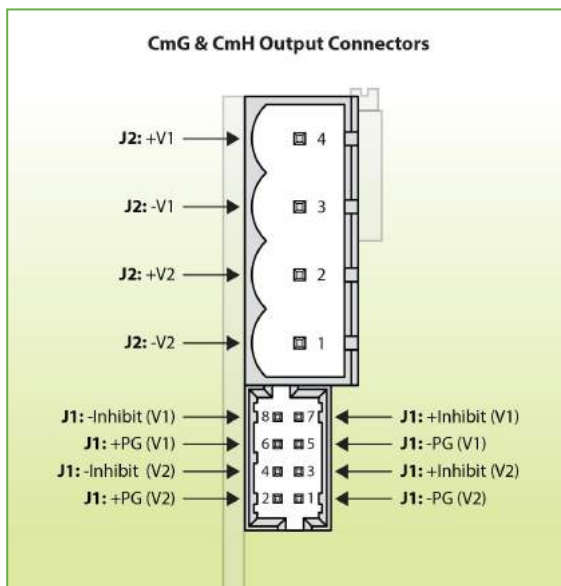 CmG & CmH Output Connectors
J2: +V1
4
J2: -V1
3
J2: +V2
2
J2: -V2
1
J1: -Inhibit (V1) 8 7 J1: +Inhibit (V1)
J1: +PG (V1) 6 5 J1: -PG (V1)
J1: -Inhibit (V2) 4 3 J1: +Inhibit (V2)
J1: +PG (V2) 2 1 J1: -PG (V2)